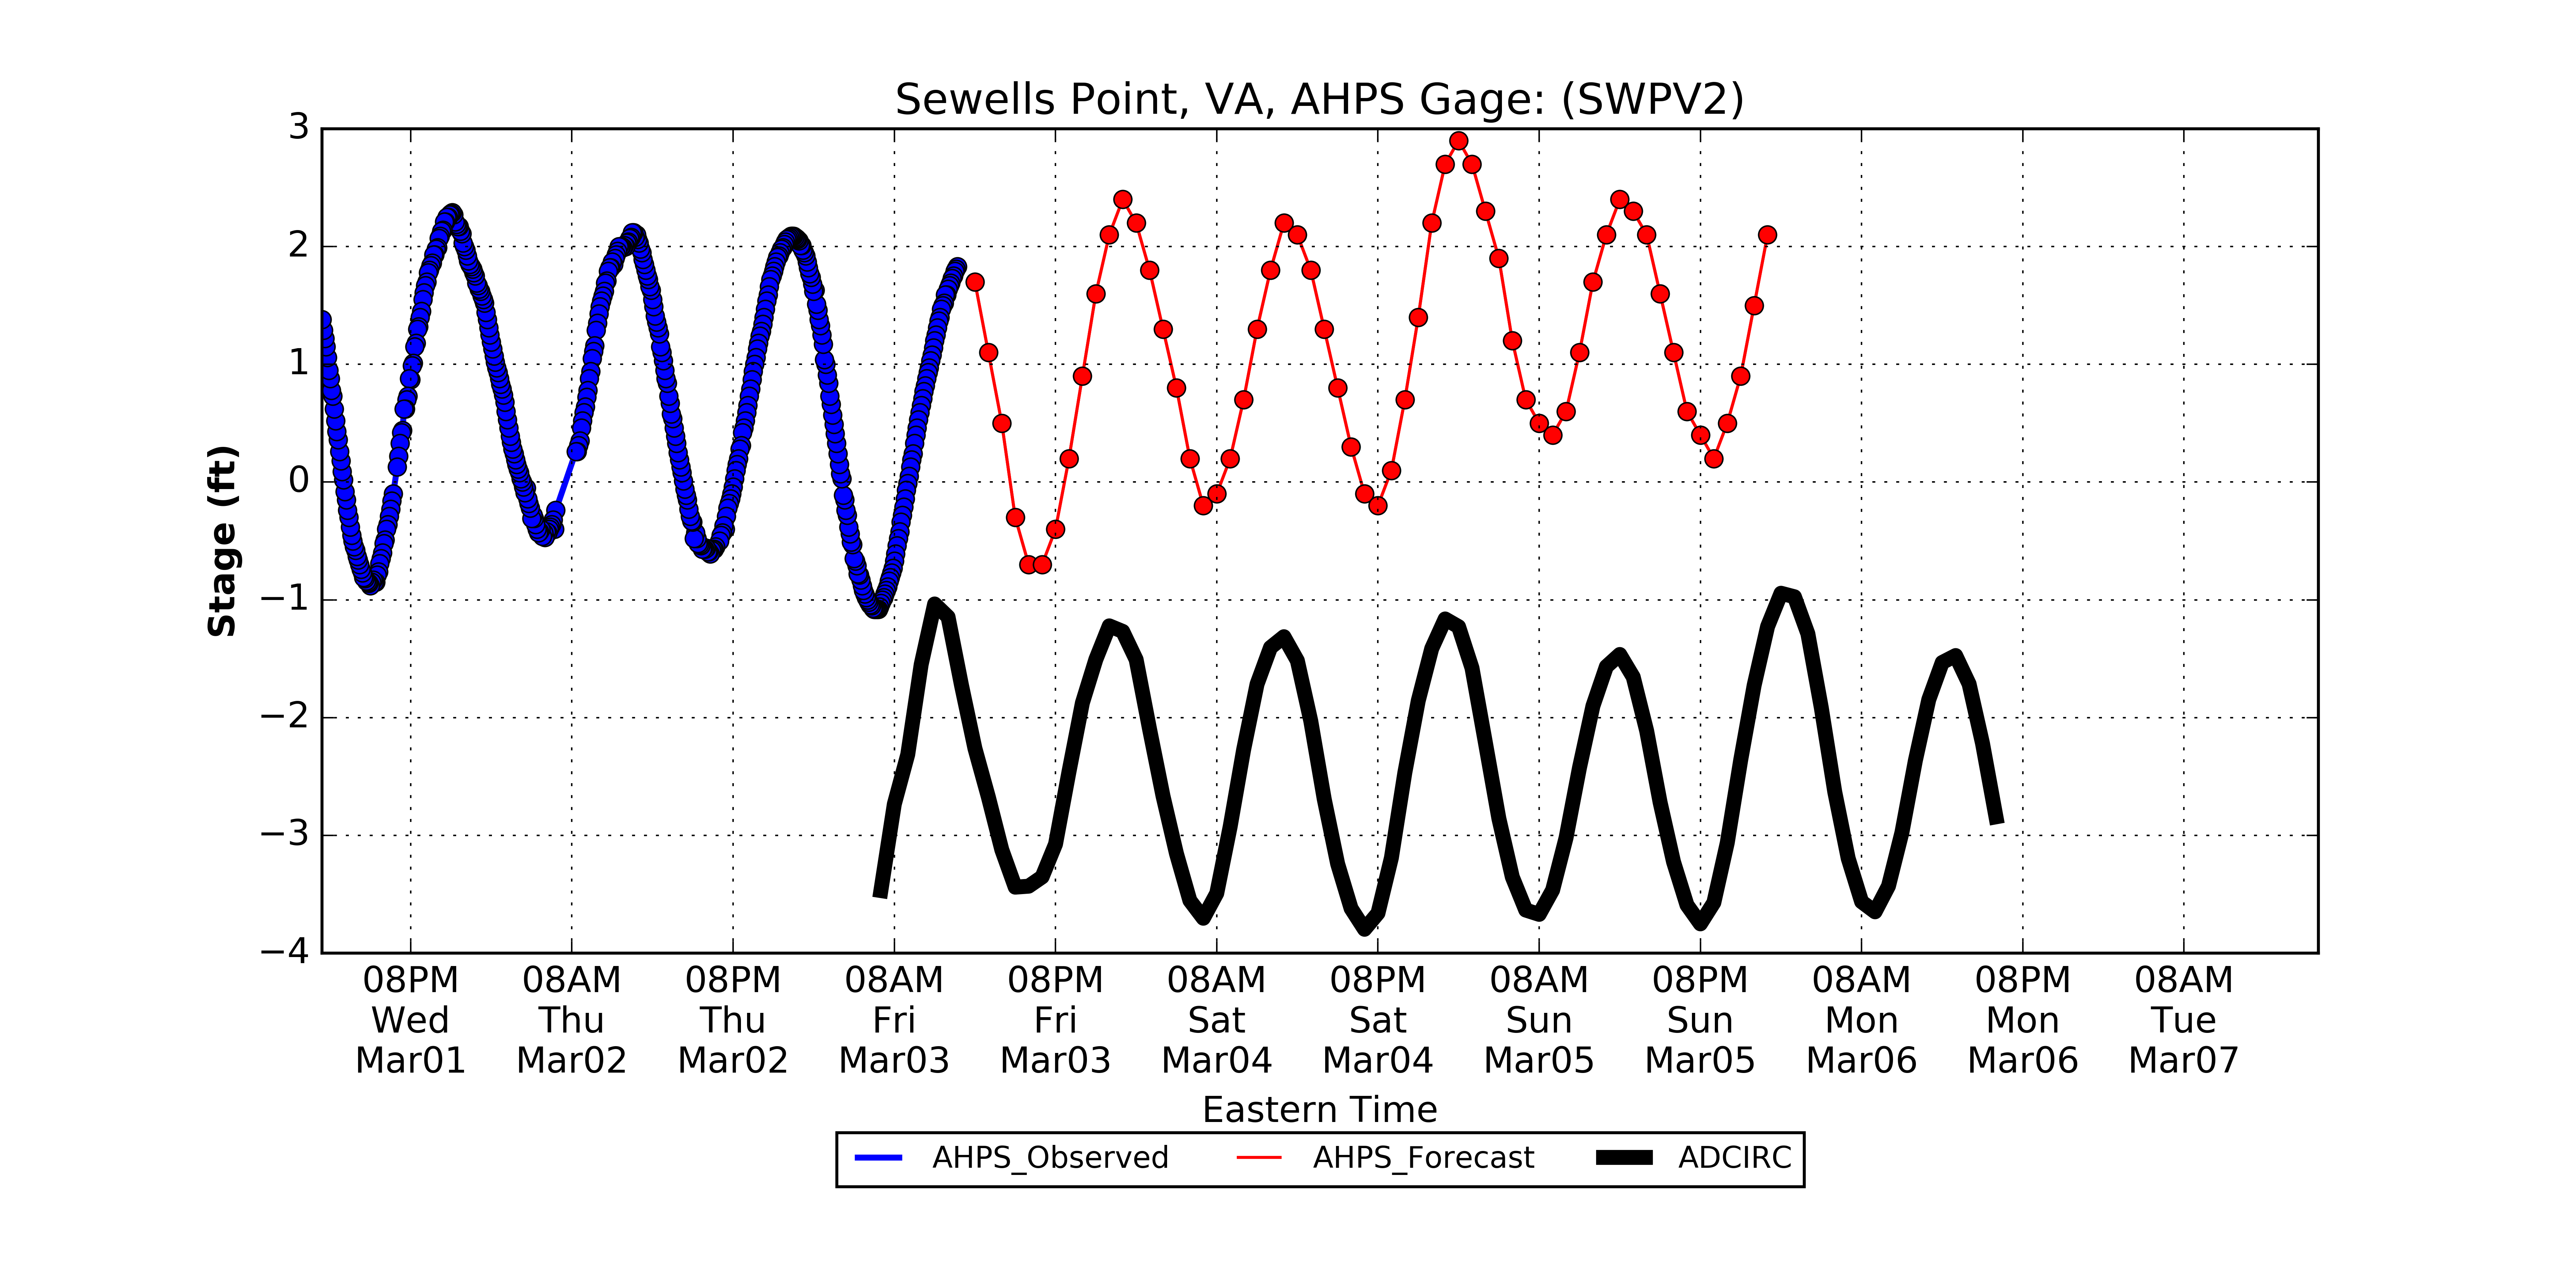 Sewells Point, VA, AHPS Gage: (SWPV2)
3
2
1
0
−1
−2
−3
−4
Stage (ft)
08PM 08AM 08PM 08AM 08PM 08AM 08PM 08AM 08PM 08AM 08PM 08AM
Wed Thu Thu Fri Fri Sat Sat Sun Sun Mon Mon Tue
Mar01 Mar02 Mar02 Mar03 Mar03 Mar04 Mar04 Mar05 Mar05 Mar06 Mar06 Mar07
Eastern Time
AHPS_Observed AHPS_Forecast ADCIRC